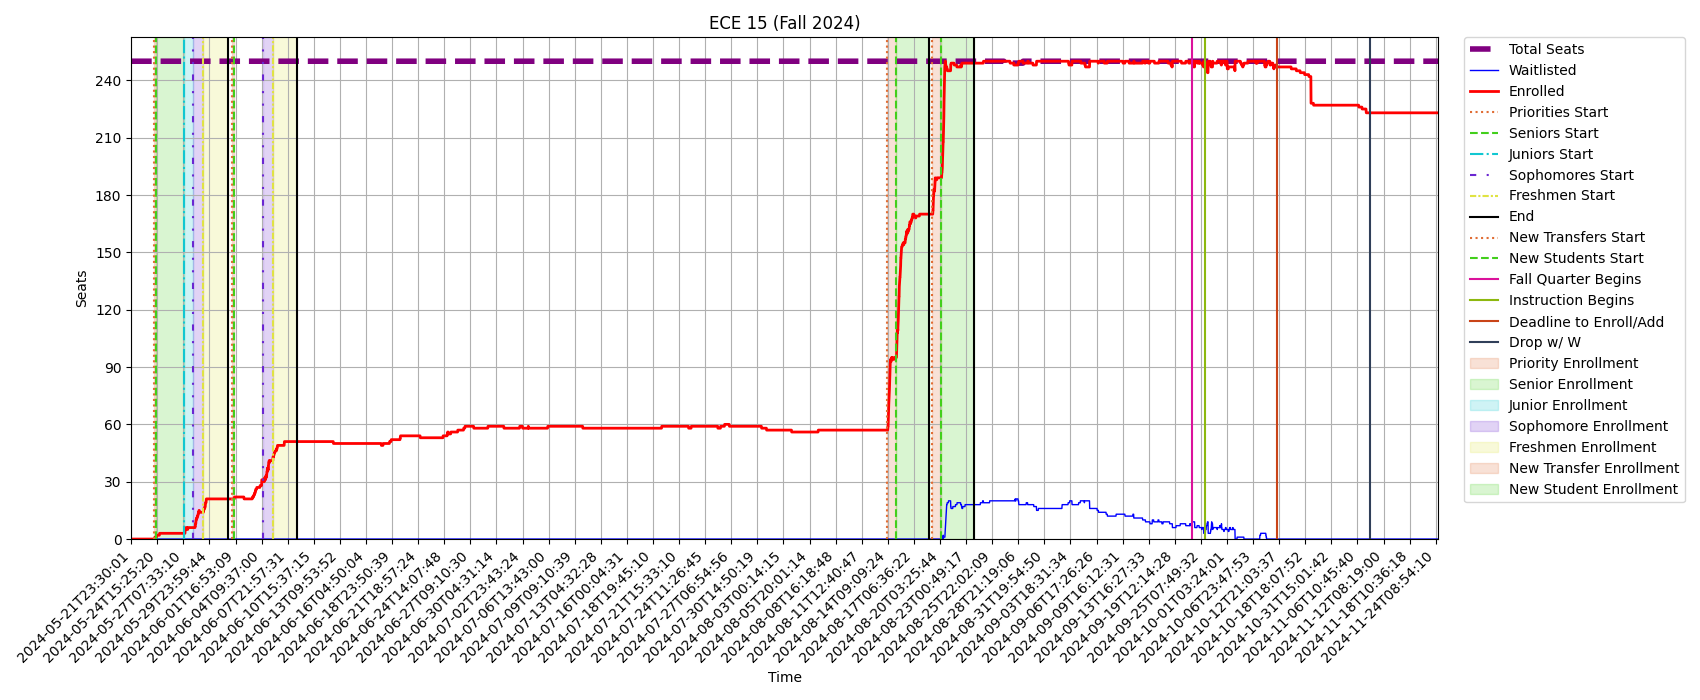 ECE 15 (Fall 2024)
Seats
240
210
180
150
120
90
60
30
0
2024-05-21T23:30:01
2024-05-24T15:25:20
2024-05-27T07:33:10
2024-05-29T23:59:44
2024-06-01T16:53:09
2024-06-04T09:37:00
2024-06-07T21:57:31
2024-06-10T15:37:15
2024-06-13T09:53:52
2024-06-16T04:50:04
2024-06-18T23:50:39
2024-06-21T18:57:24
2024-06-24T14:07:48
2024-06-27T09:10:30
2024-06-30T04:31:14
2024-07-02T23:43:24
2024-07-06T13:43:00
2024-07-09T09:10:39
2024-07-13T04:32:28
2024-07-16T00:04:31
2024-07-18T19:45:10
2024-07-21T15:33:10
2024-07-24T11:26:45
2024-07-27T06:54:56
2024-07-30T14:50:19
2024-08-03T00:14:15
2024-08-05T20:01:14
2024-08-08T16:18:48
2024-08-11T12:40:47
2024-08-14T09:09:24
2024-08-17T06:36:22
2024-08-20T03:25:44
2024-08-23T00:49:17
2024-08-25T22:02:09
2024-08-28T21:19:06
2024-08-31T19:54:50
2024-09-03T18:31:34
2024-09-06T17:26:26
2024-09-09T16:12:31
2024-09-13T16:27:33
2024-09-19T12:14:28
2024-09-25T07:49:32
2024-10-01T03:24:01
2024-10-06T23:47:53
2024-10-12T21:03:37
2024-10-18T18:07:52
2024-10-31T15:01:42
2024-11-06T10:45:40
2024-11-12T08:19:00
2024-11-18T10:36:18
2024-11-24T08:54:10
Time
Total Seats
Waitlisted
Enrolled
Priorities Start
Seniors Start
Juniors Start
Sophomores Start
Freshmen Start
End
New Transfers Start
New Students Start
Fall Quarter Begins
Instruction Begins
Deadline to Enroll/Add
Drop w/ W
Priority Enrollment
Senior Enrollment
Junior Enrollment
Sophomore Enrollment
Freshmen Enrollment
New Transfer Enrollment
New Student Enrollment